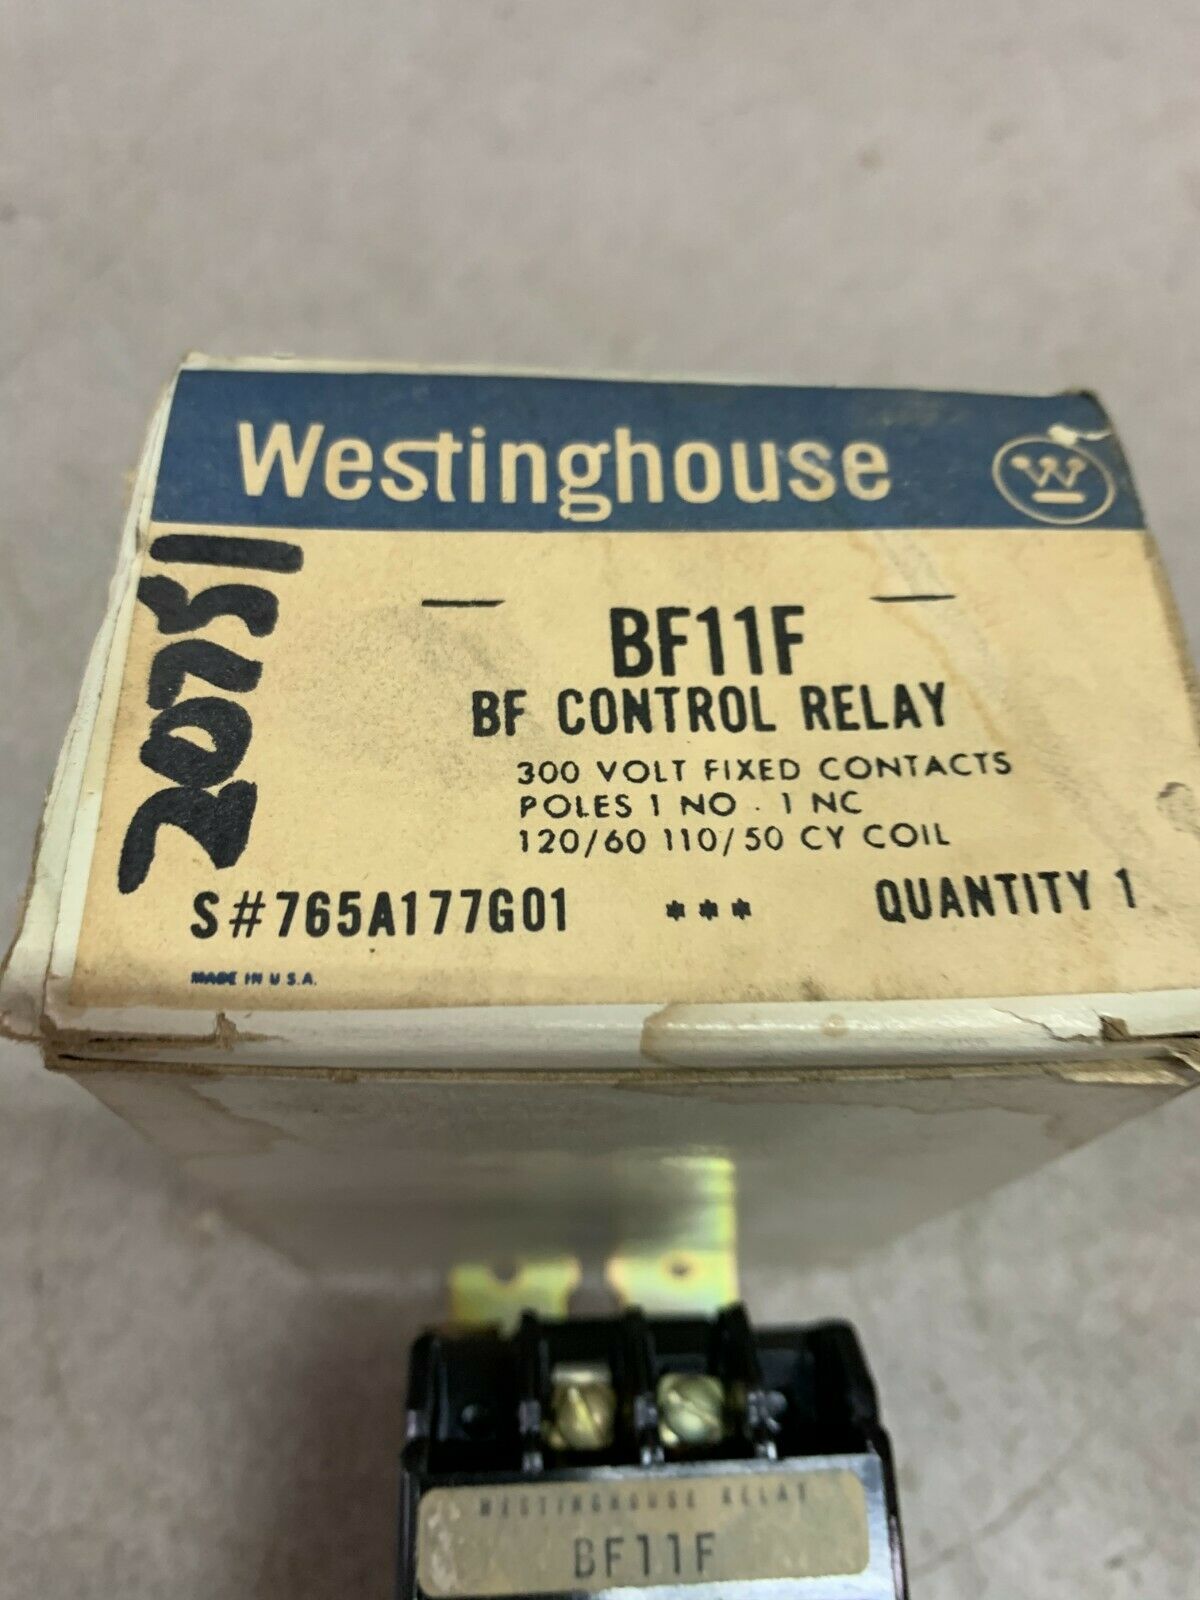 Westinghouse
W
20751
BF11F
BF CONTROL RELAY
300 VOLT FIXED CONTACTS
POLES 1 NO - 1 NC
120/60 110/50 CY COIL
S#765A177G01 *** QUANTITY 1
MADE IN U.S.A.
WESTINGHOUSE RELAY
BF11F